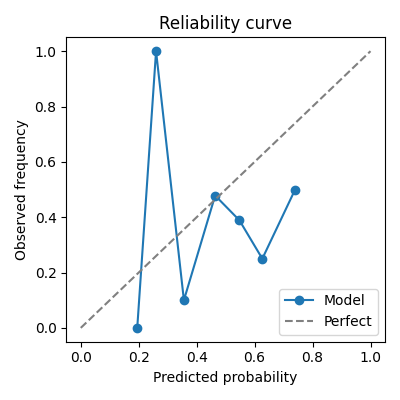 Reliability curve
1.0
0.8
0.6
0.4
0.2
0.0
Observed frequency
Model
Perfect
0.0 0.2 0.4 0.6 0.8 1.0
Predicted probability